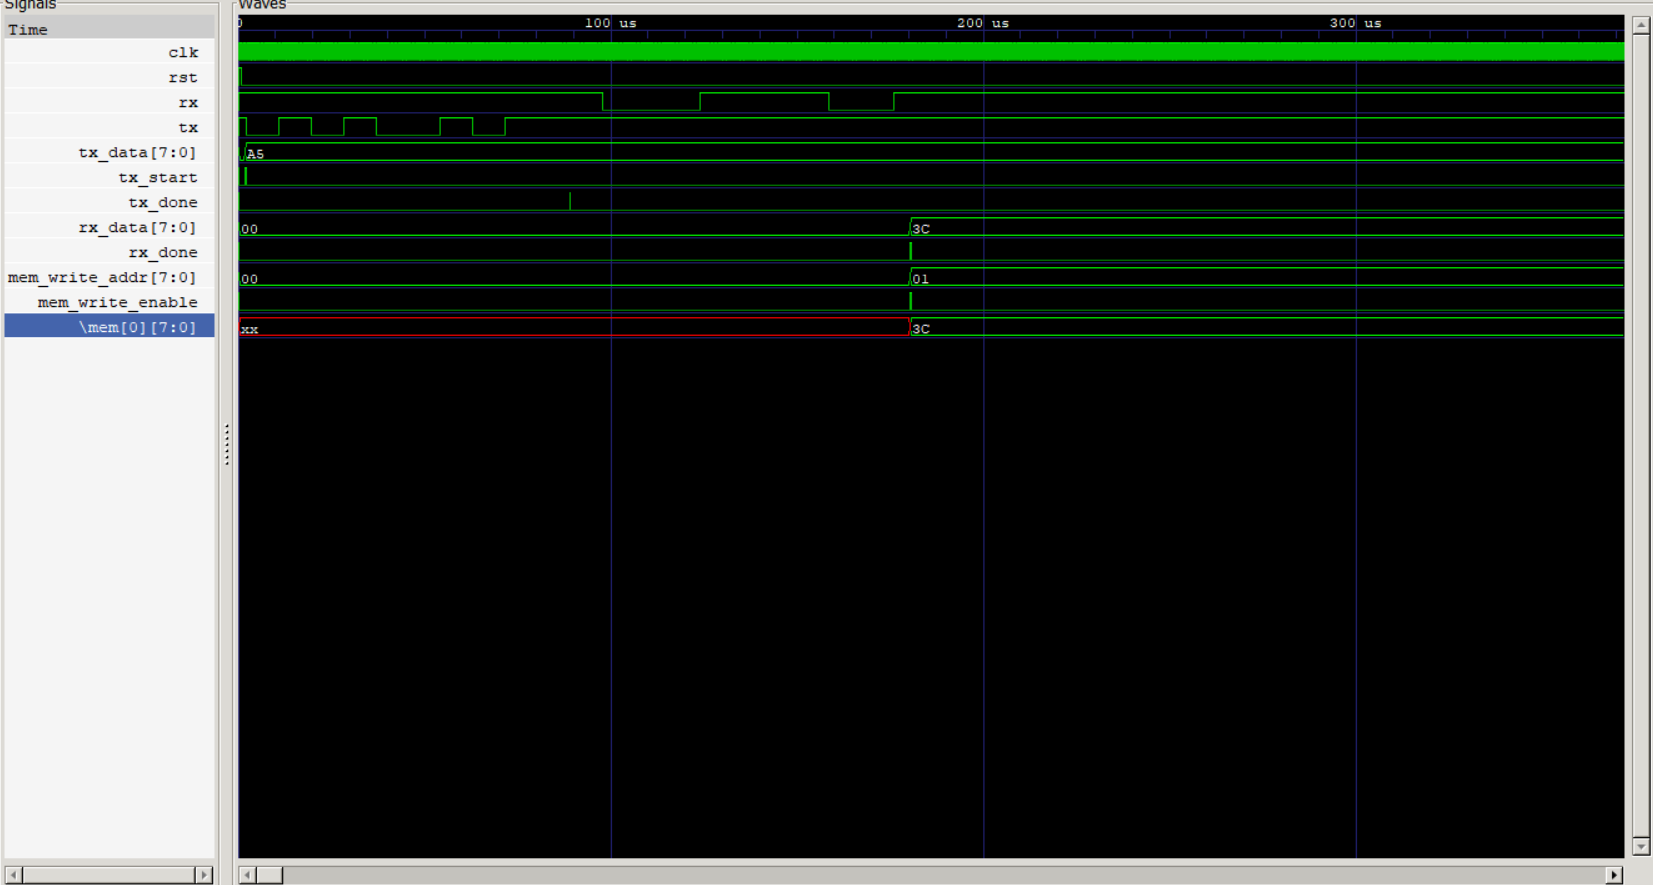 Signals
Waves
Time
0 100 us 200 us 300 us
clk
rst
rx
tx
tx_data[7:0] A5
tx_start
tx_done
rx_data[7:0] 00 3C
rx_done
mem_write_addr[7:0] 00 01
mem_write_enable
\mem[0][7:0] xx 3C